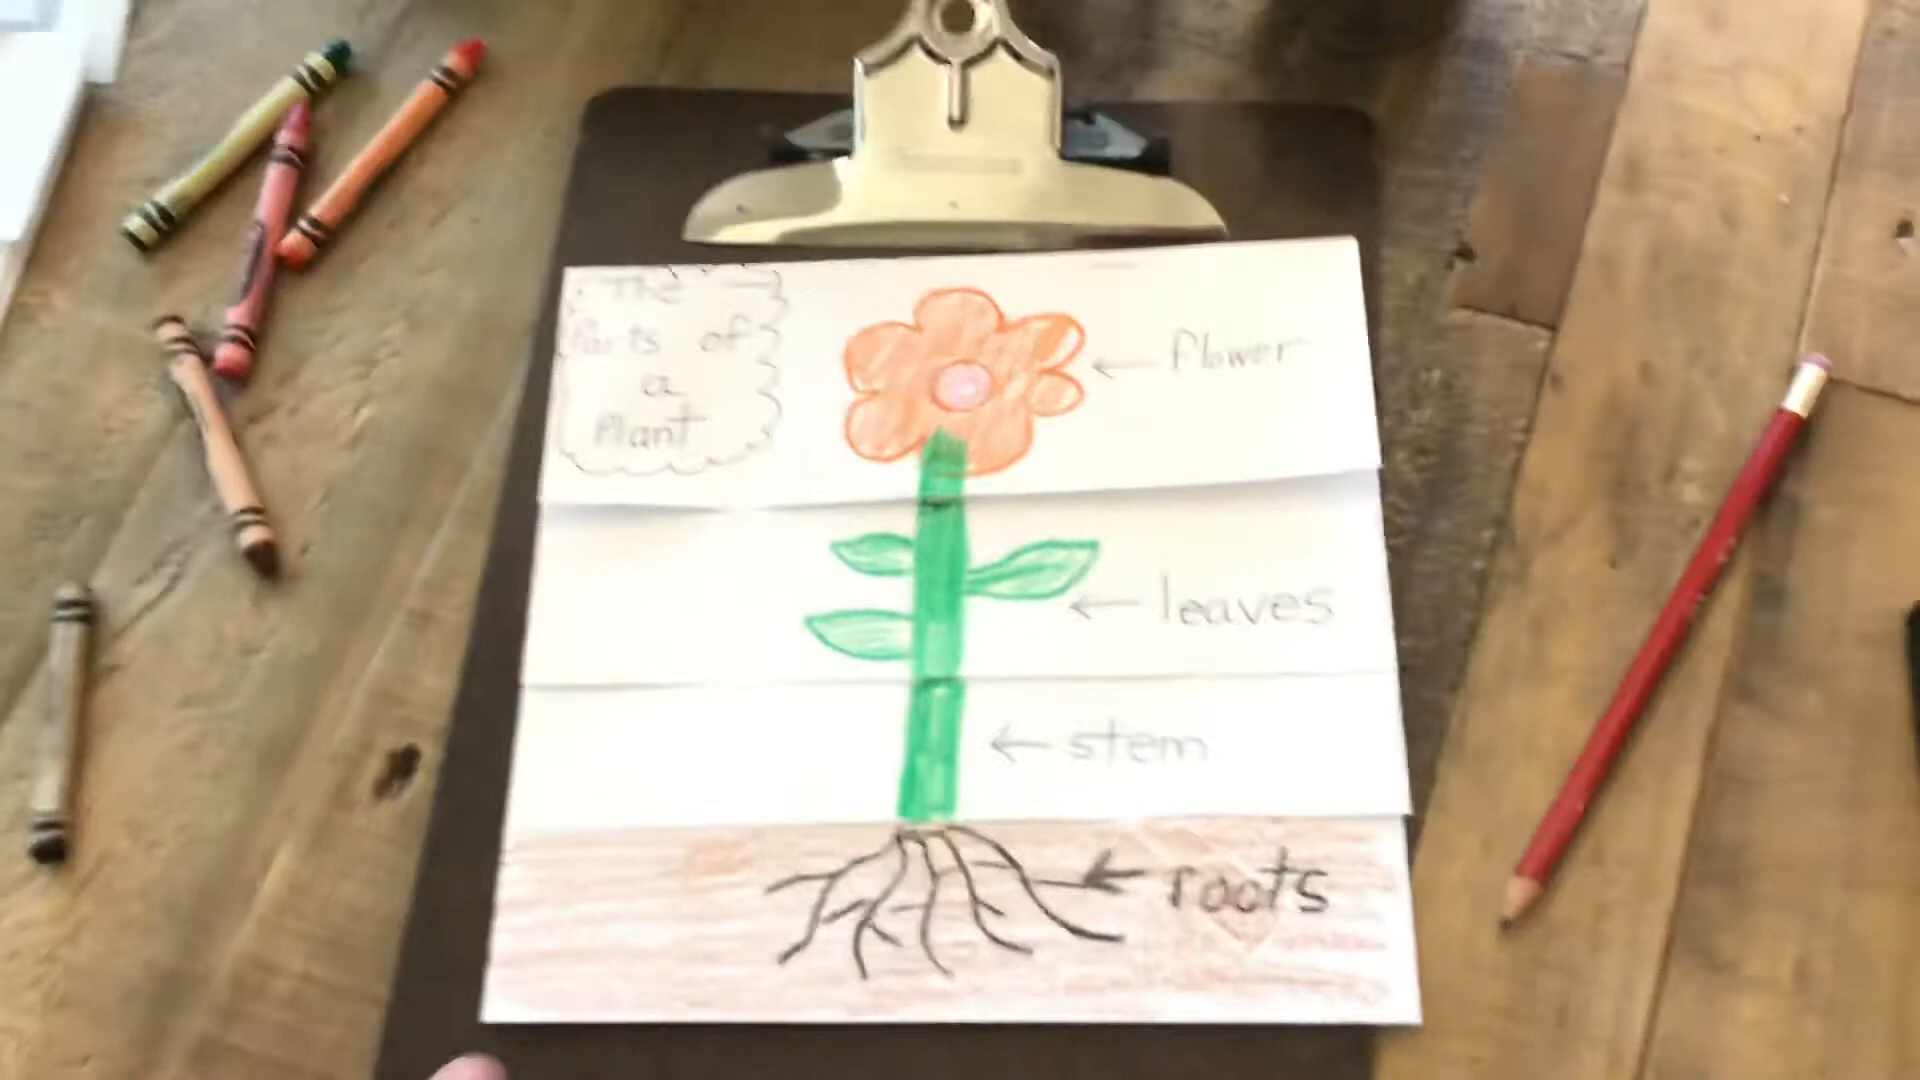 The
Parts of
a
Plant
flower
leaves
stem
roots